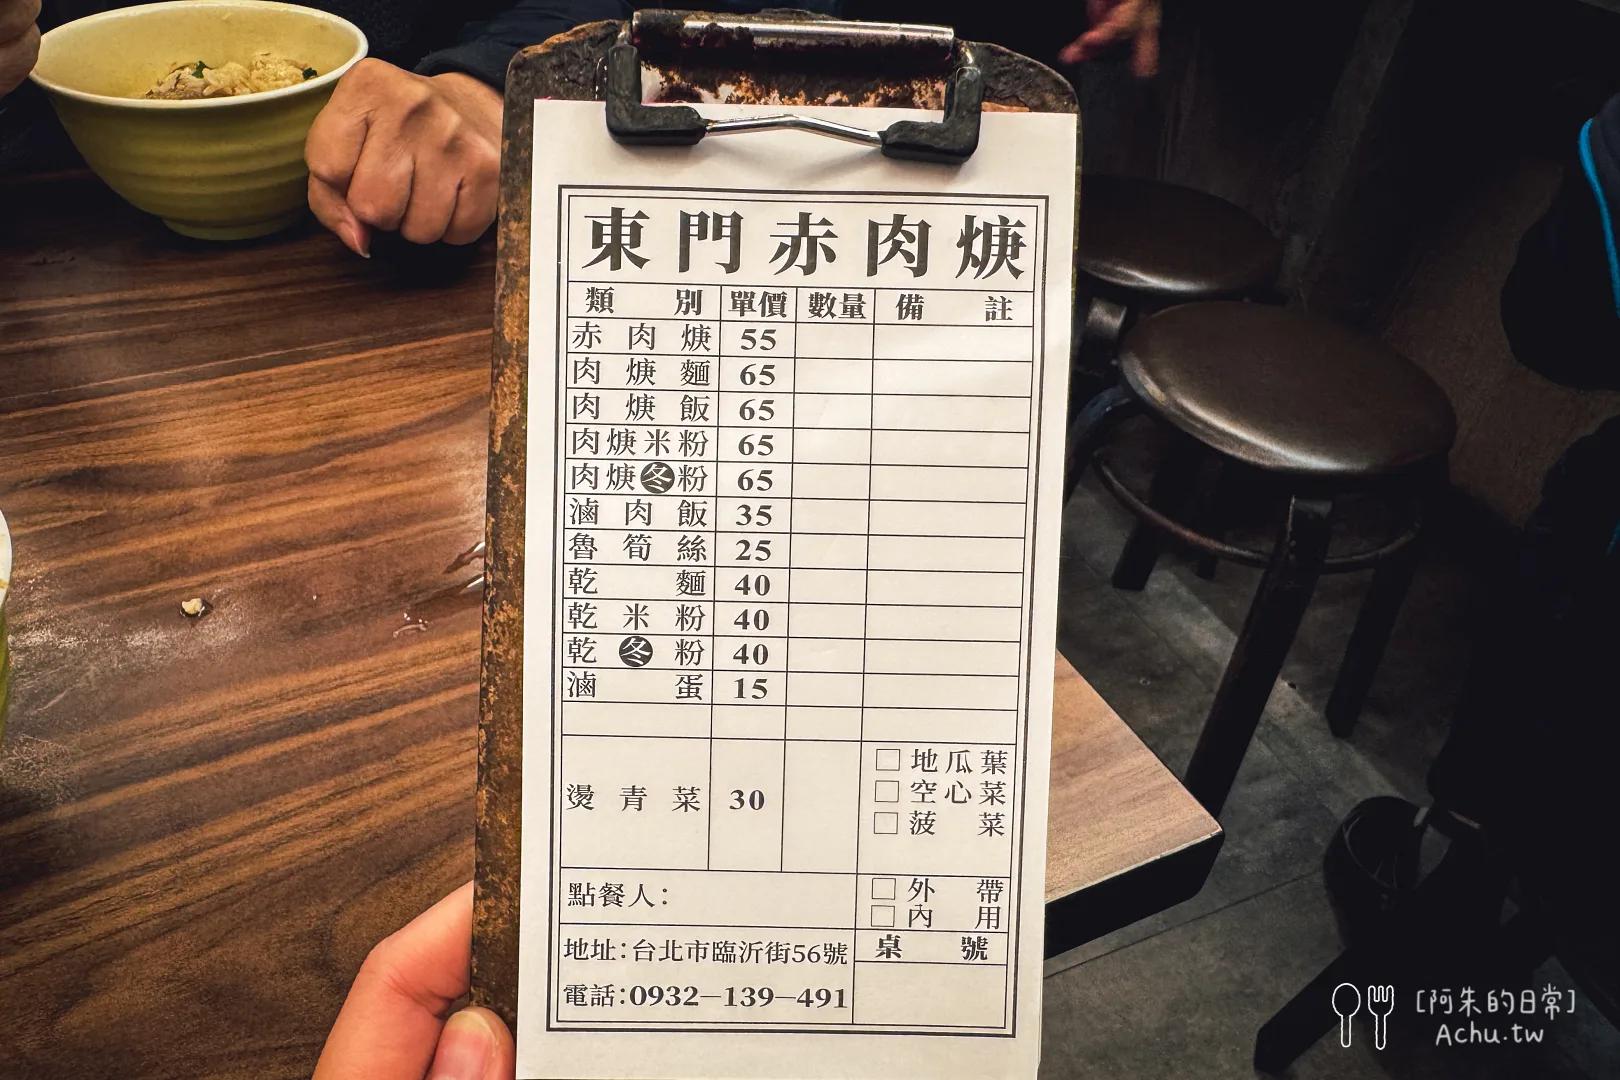 東門赤肉焿
類別 單價 數量 備註
赤肉焿 55
肉焿麵 65
肉焿飯 65
肉焿米粉 65
肉焿冬粉 65
滷肉飯 35
魯筍絲 25
乾麵 40
乾米粉 40
乾冬粉 40
滷蛋 15
燙青菜 30
□ 地瓜葉
□ 空心菜
□ 菠菜
點餐人：
□ 外帶
□ 內用
桌號
地址：台北市臨沂街56號
電話：0932-139-491
[阿朱的日常]
Achu.tw